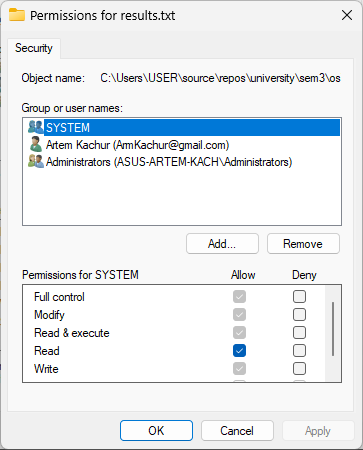 Permissions for results.txt
Security
Object name: C:\Users\USER\source\repos\university\sem3\os
Group or user names:
SYSTEM
Artem Kachur (ArmKachur@gmail.com)
Administrators (ASUS-ARTEM-KACH\Administrators)
Add... Remove
Permissions for SYSTEM Allow Deny
Full control
Modify
Read & execute
Read
Write
OK Cancel Apply